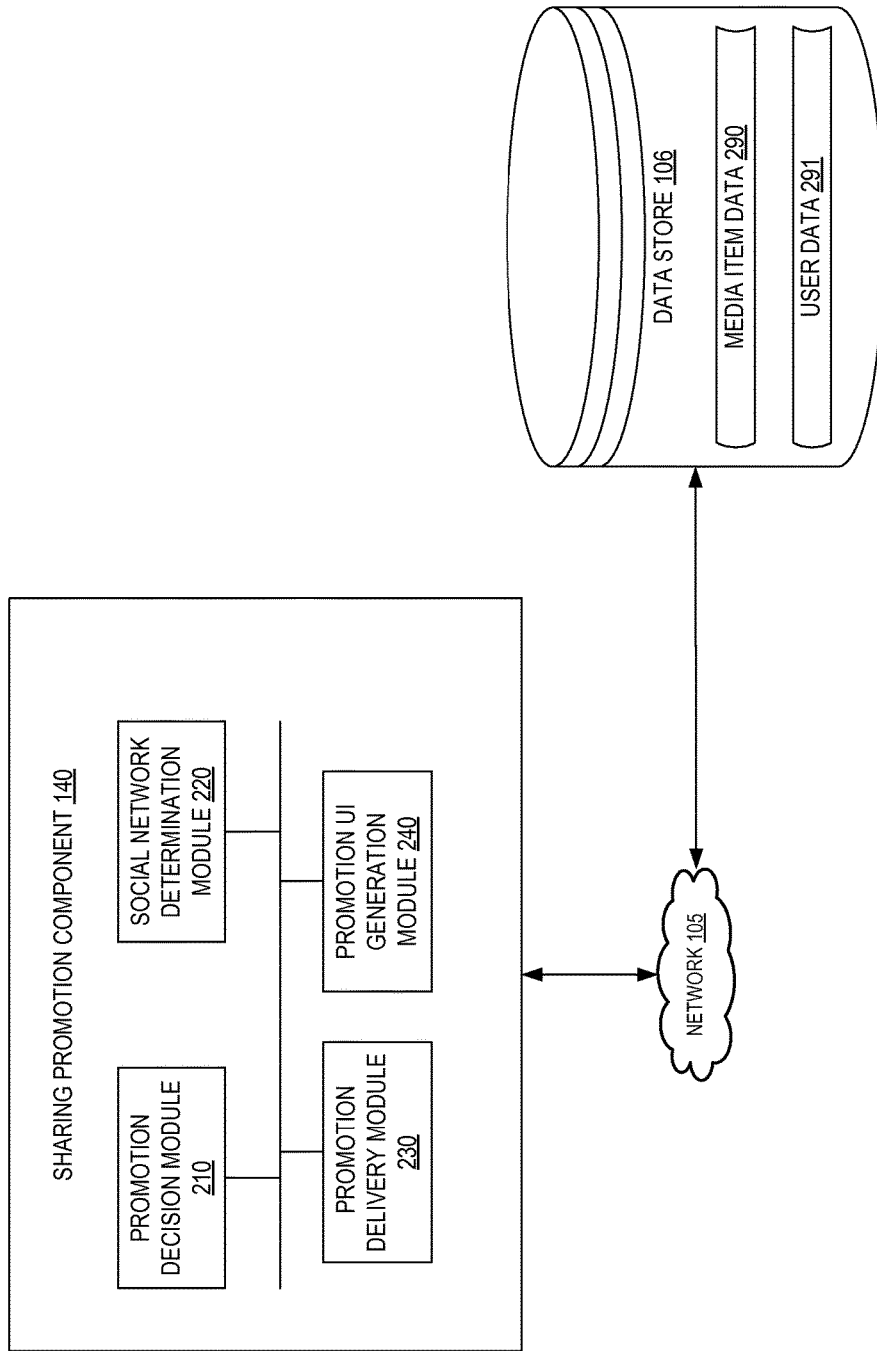 SHARING PROMOTION COMPONENT 140
PROMOTION
DECISION MODULE
210
SOCIAL NETWORK
DETERMINATION
MODULE 220
PROMOTION
DELIVERY MODULE
230
PROMOTION UI
GENERATION
MODULE 240
NETWORK 105
DATA STORE 106
MEDIA ITEM DATA 290
USER DATA 291